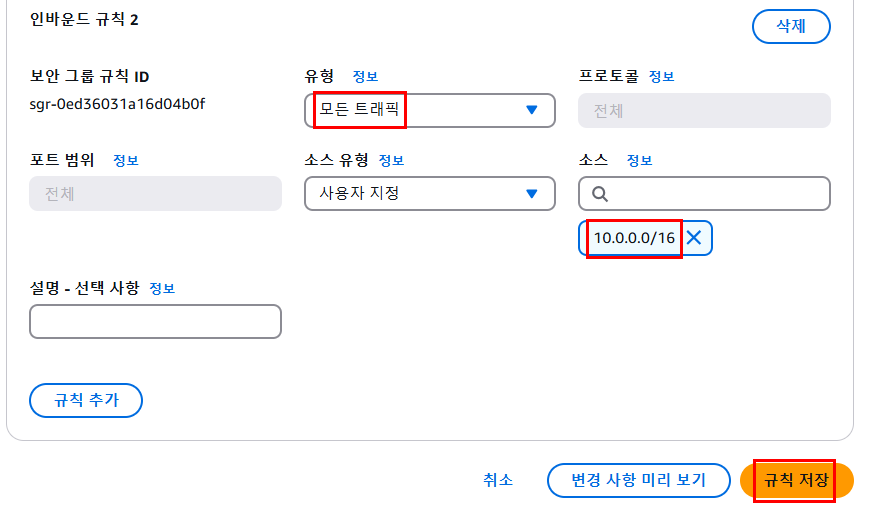 인바운드 규칙 2
삭제
보안 그룹 규칙 ID
sgr-0ed36031a16d04b0f
유형 정보
모든 트래픽
프로토콜 정보
전체
포트 범위 정보
전체
소스 유형 정보
사용자 지정
소스 정보
10.0.0.0/16
설명 - 선택 사항 정보
규칙 추가
취소
변경 사항 미리 보기
규칙 저장